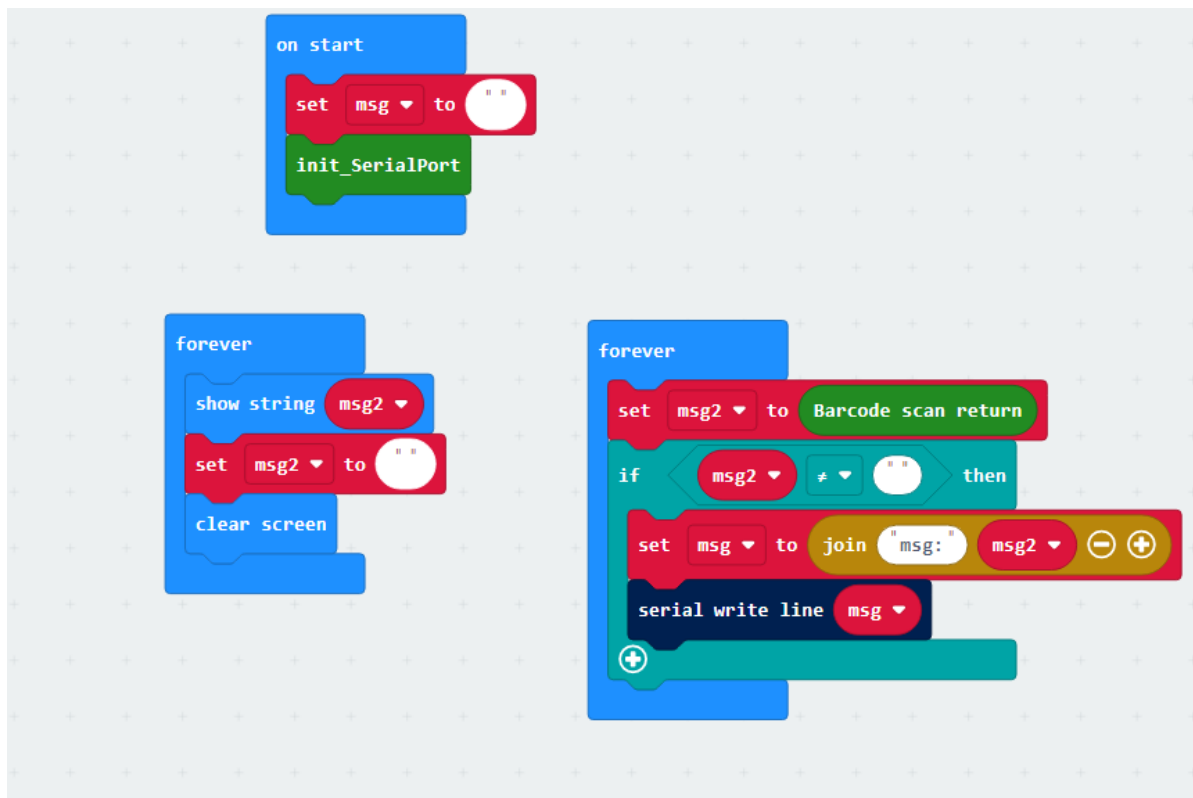 on start
set msg to " "
init_SerialPort
forever
show string msg2
set msg2 to " "
clear screen
forever
set msg2 to Barcode scan return
if msg2 ≠ " " then
set msg to join "msg:" msg2
serial write line msg